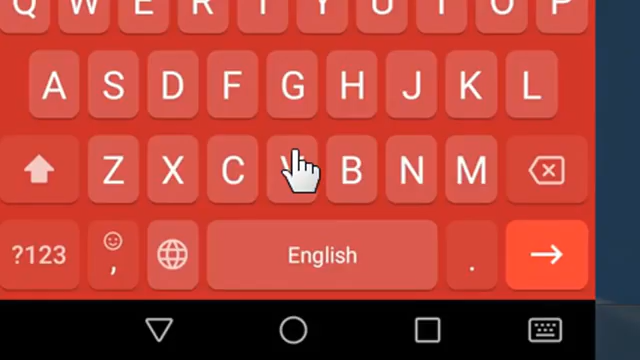 Q W E R T Y U I O P
A S D F G H J K L
Z X C V B N M
?123 , English .